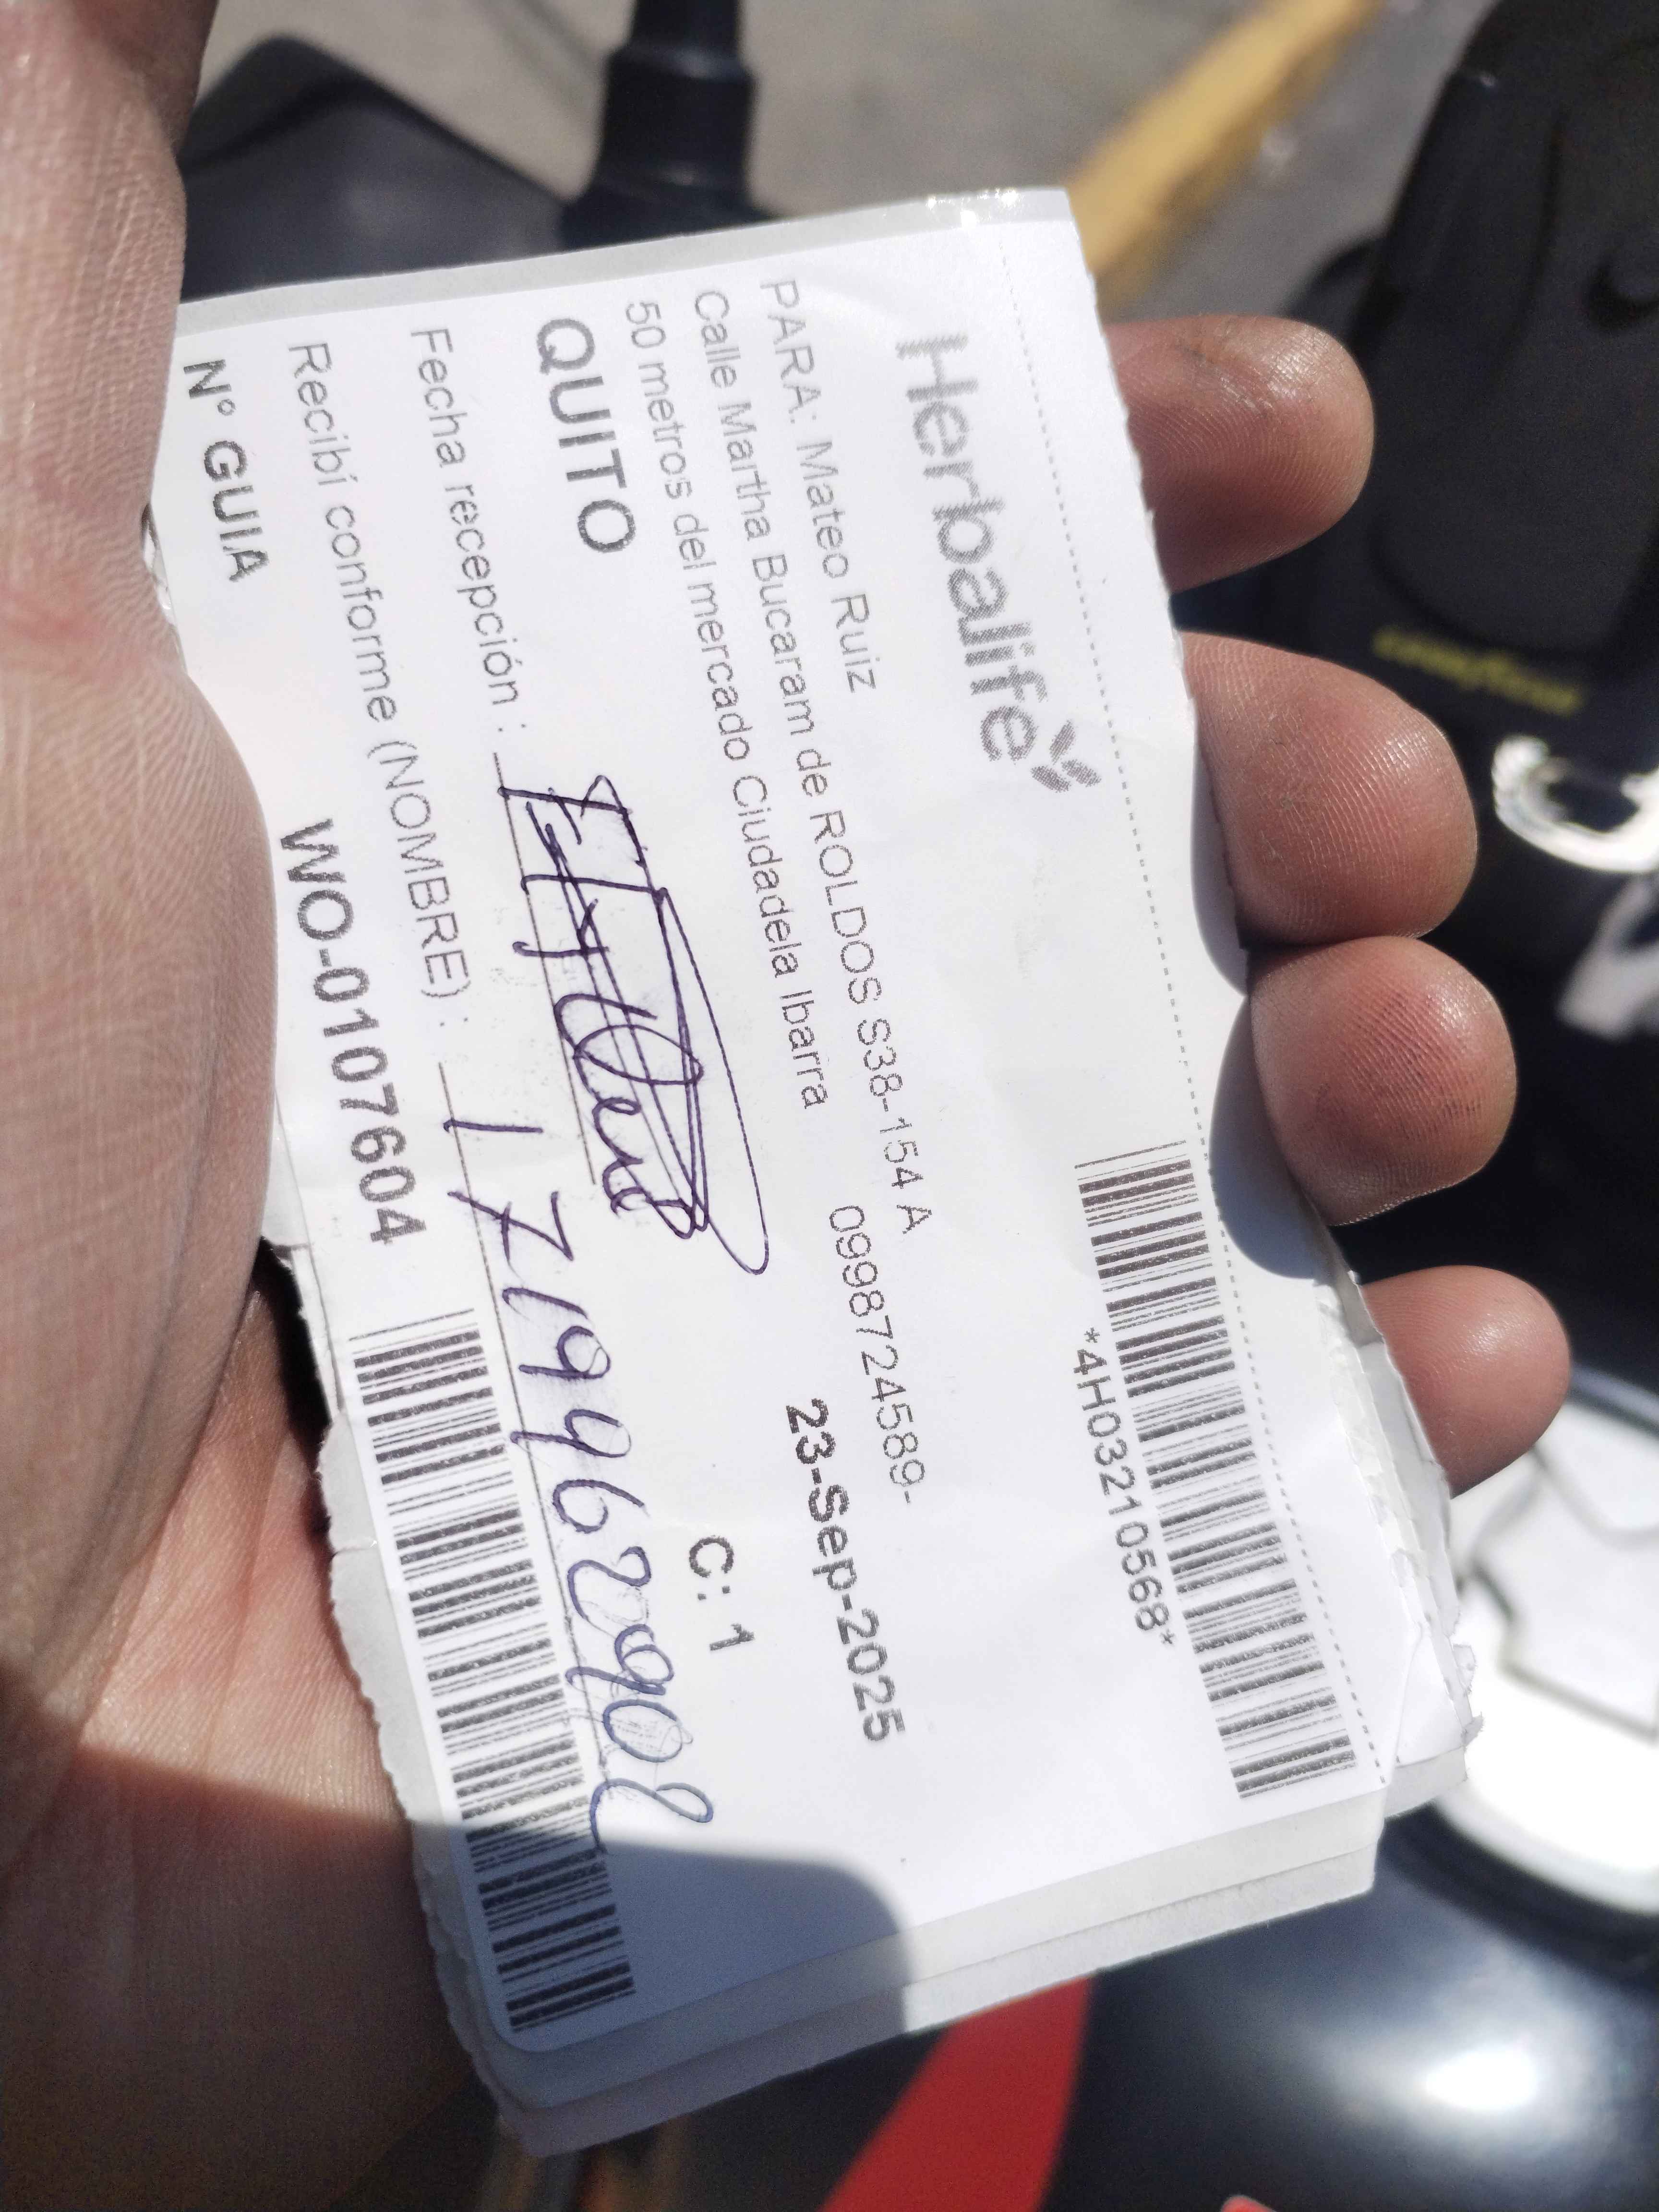 Herbalife
*4H03210568*
PARA: Mateo Ruiz
Calle Martha Bucaram de ROLDOS S38-154 A
0998724589-
50 metros del mercado Ciudadela Ibarra
23-Sep-2025
QUITO
C: 1
Fecha recepción :
Recibí conforme (NOMBRE) :
N° GUIA
WO-0107604